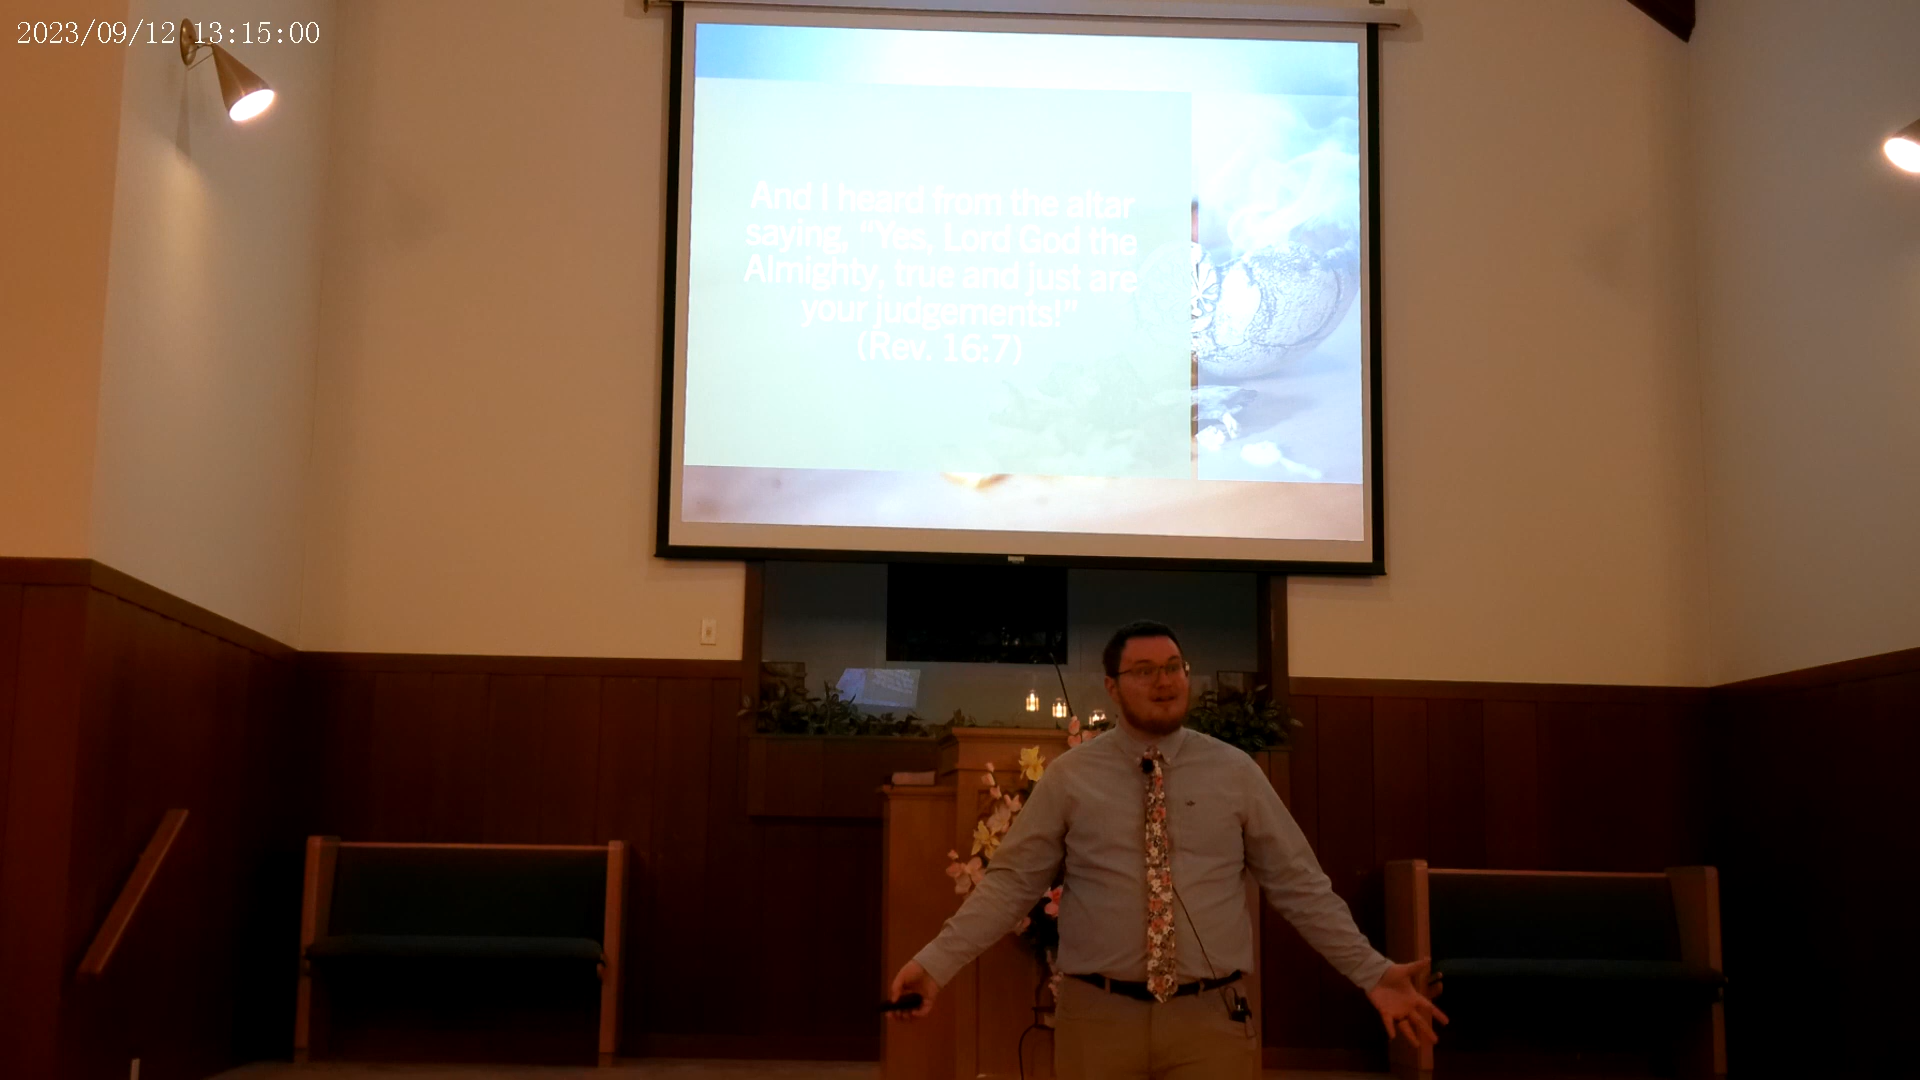 2023/09/12 13:15:00
And I heard from the altar
saying, "Yes, Lord God the
Almighty, true and just are
your judgements!"
(Rev. 16:7)